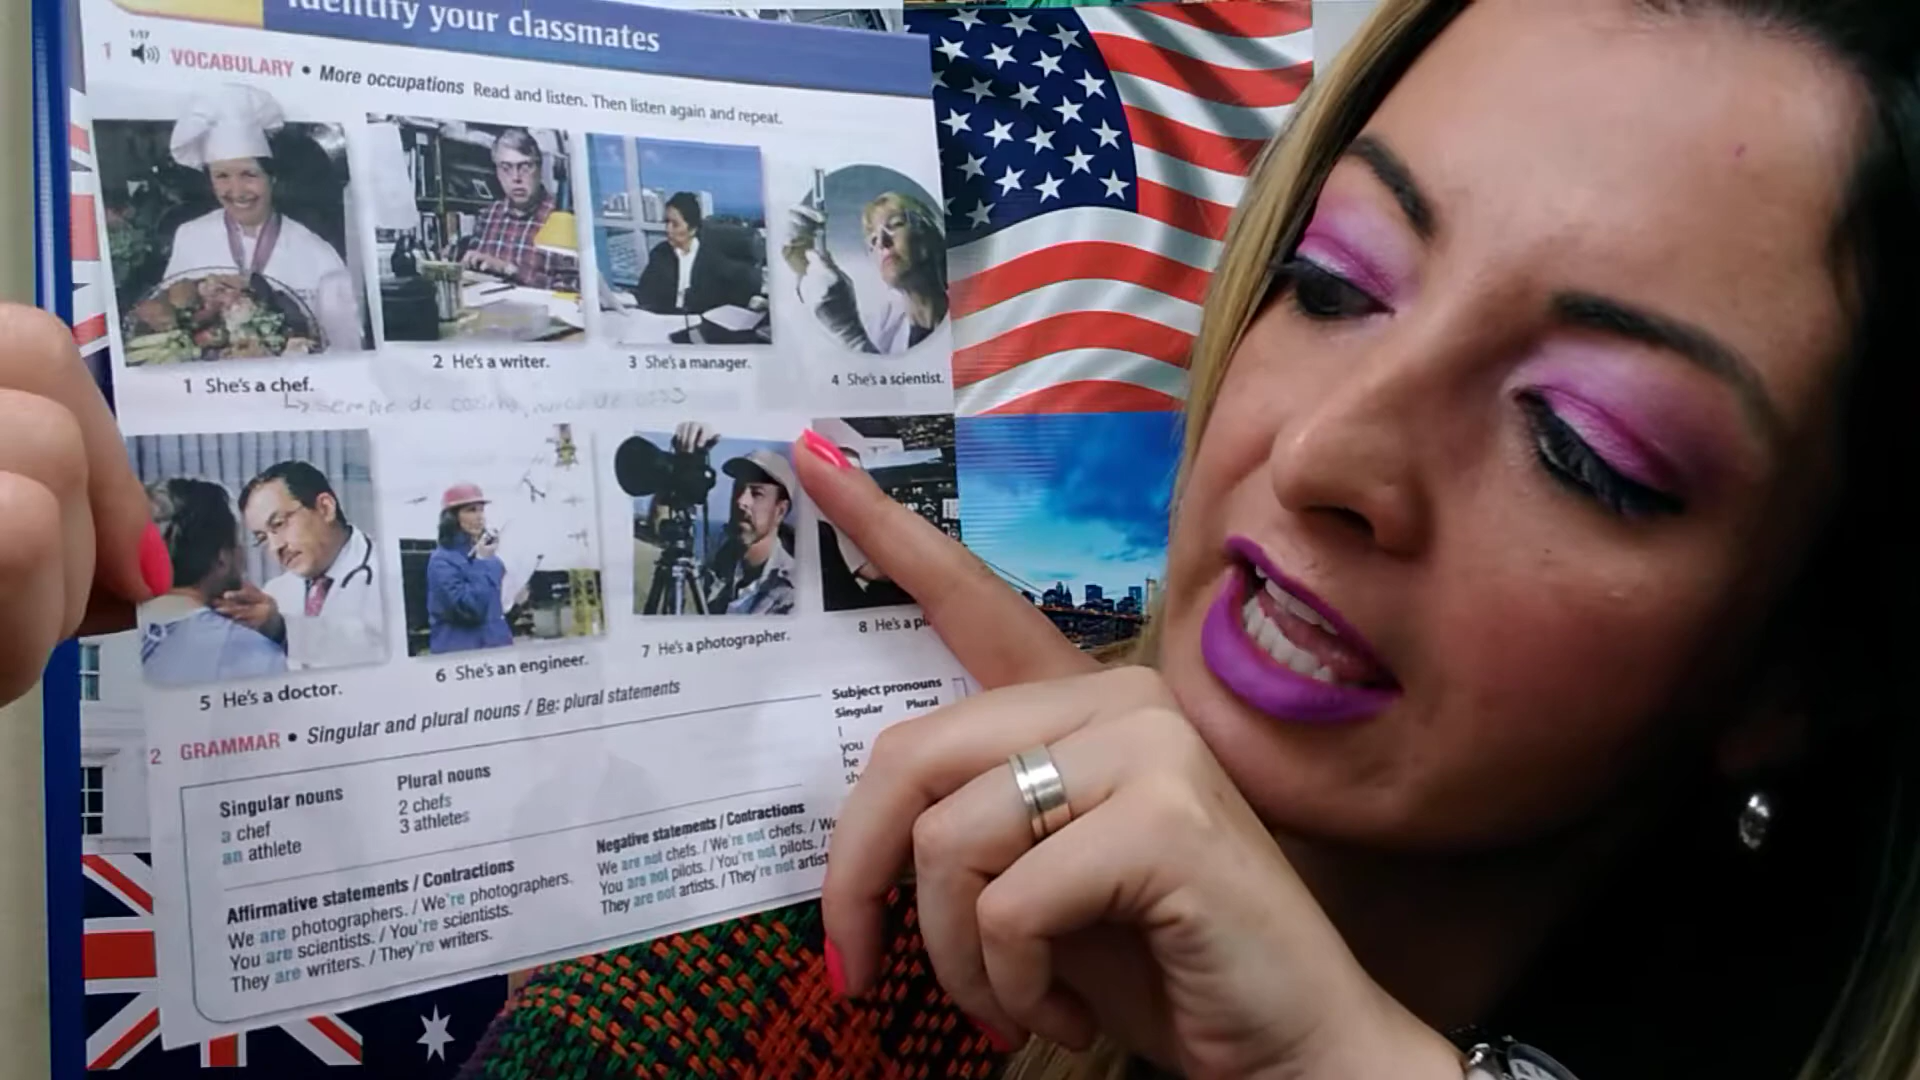 Identify your classmates
1 1/17 VOCABULARY • More occupations Read and listen. Then listen again and repeat.
1 She's a chef.
2 He's a writer.
3 She's a manager.
4 She's a scientist.
5 He's a doctor.
6 She's an engineer.
7 He's a photographer.
8 He's a
2 GRAMMAR • Singular and plural nouns / Be: plural statements
Singular nouns
a chef
an athlete
Plural nouns
2 chefs
3 athletes
Affirmative statements / Contractions
We are photographers. / We're photographers.
You are scientists. / You're scientists.
They are writers. / They're writers.
Negative statements / Contractions
We are not chefs. / We're not chefs. /
You are not pilots. / You're not pilots. /
They are not artists. / They're not
Subject pronouns
Singular Plural
I
you
he